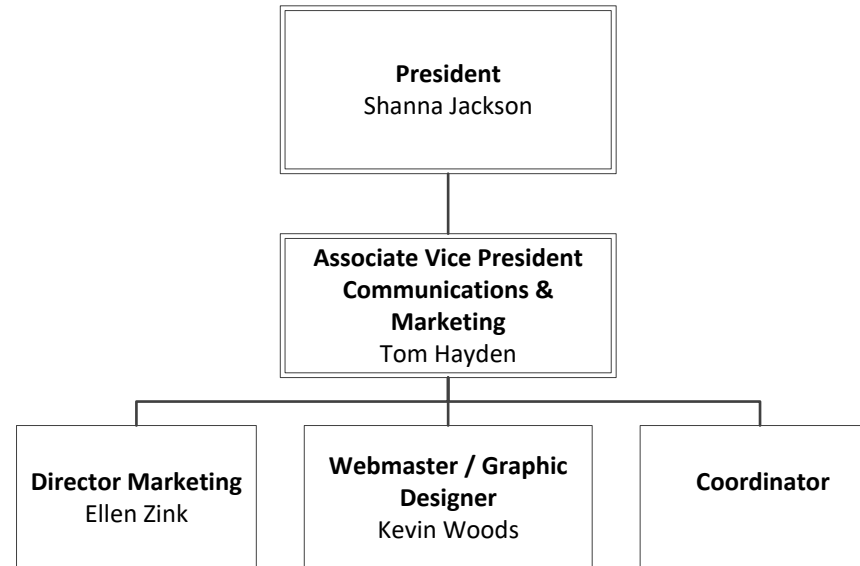 President
Shanna Jackson
Associate Vice President
Communications &
Marketing
Tom Hayden
Director Marketing
Ellen Zink
Webmaster / Graphic
Designer
Kevin Woods
Coordinator